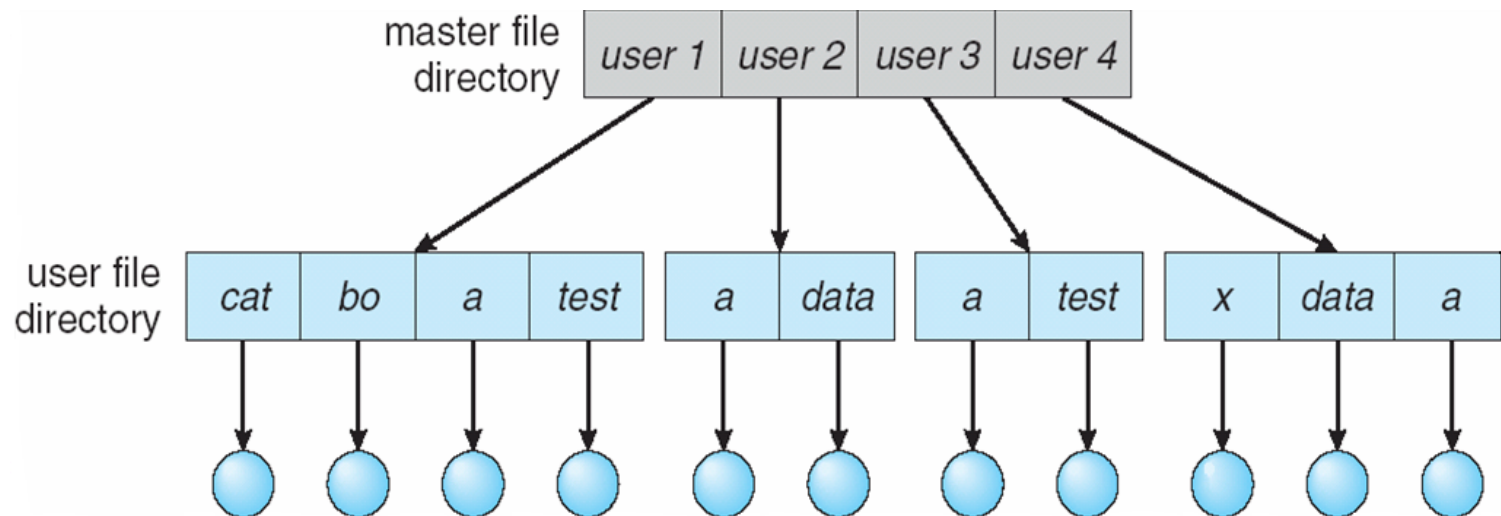 master file
directory
user 1 user 2 user 3 user 4
user file
directory
cat bo a test a data a test x data a